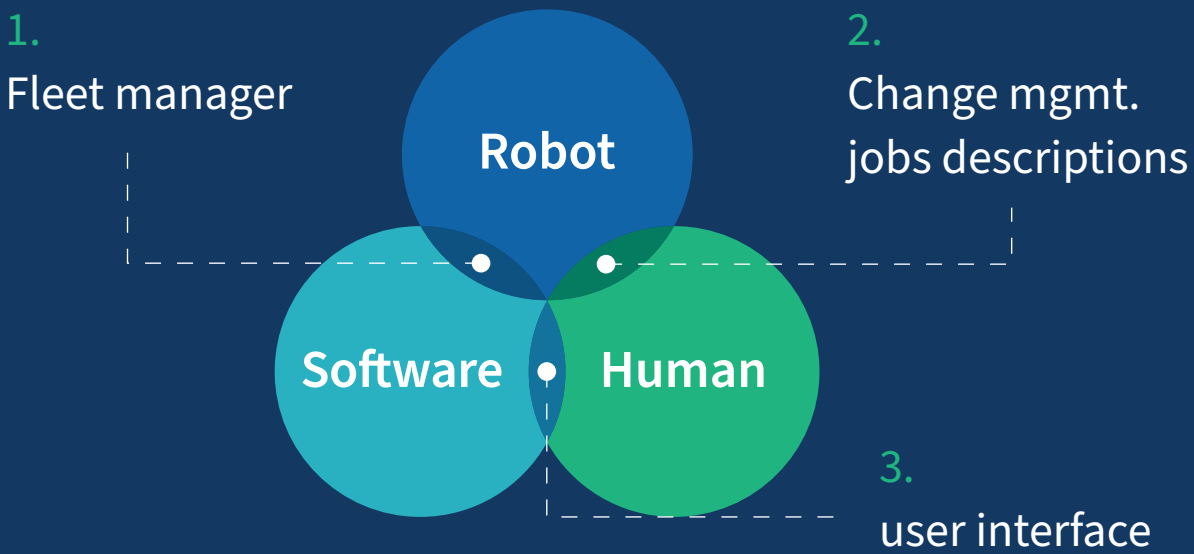 1.
Fleet manager
2.
Change mgmt.
jobs descriptions
Robot
Software
Human
3.
user interface